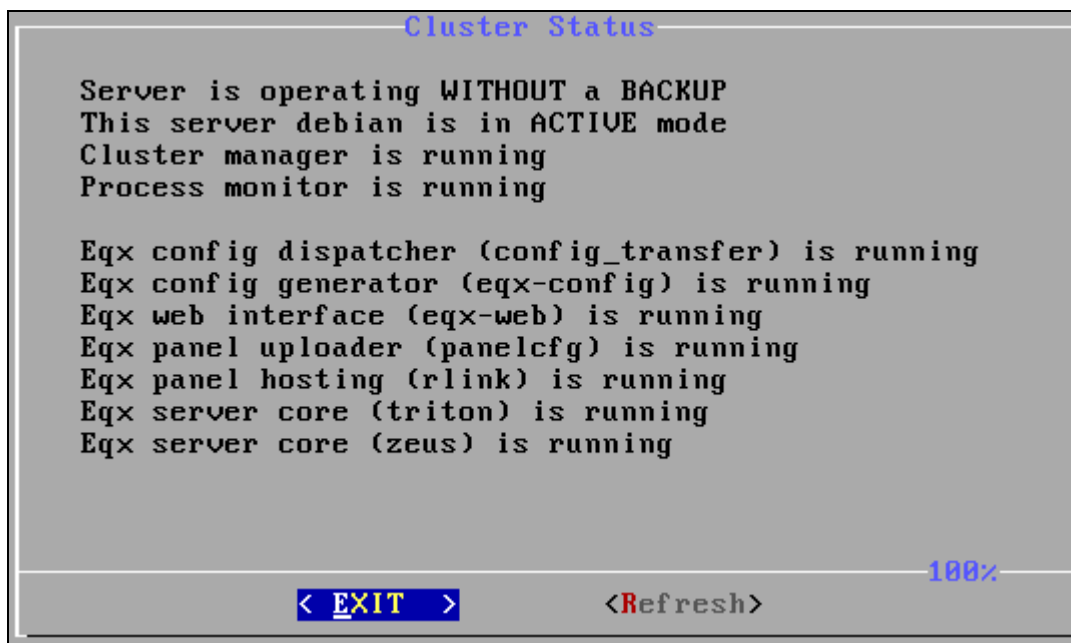 Cluster Status
Server is operating WITHOUT a BACKUP
This server debian is in ACTIVE mode
Cluster manager is running
Process monitor is running
Eqx config dispatcher (config_transfer) is running
Eqx config generator (eqx-config) is running
Eqx web interface (eqx-web) is running
Eqx panel uploader (panelcfg) is running
Eqx panel hosting (rlink) is running
Eqx server core (triton) is running
Eqx server core (zeus) is running
100%
< EXIT > <Refresh>